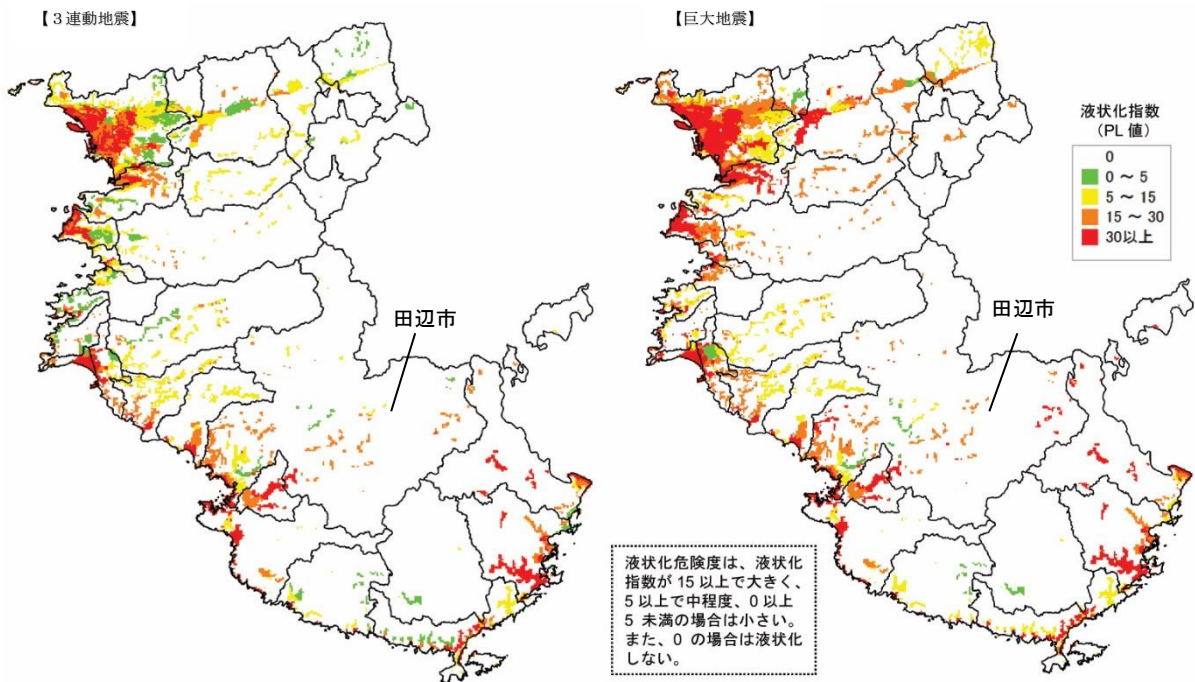 【３連動地震】
【巨大地震】
液状化指数
（PL 値）
0
0 ～ 5
5 ～ 15
15 ～ 30
30以上
田辺市
田辺市
液状化危険度は、液状化
指数が 15 以上で大きく、
5 以上で中程度、0 以上
5 未満の場合は小さい。
また、0 の場合は液状化
しない。